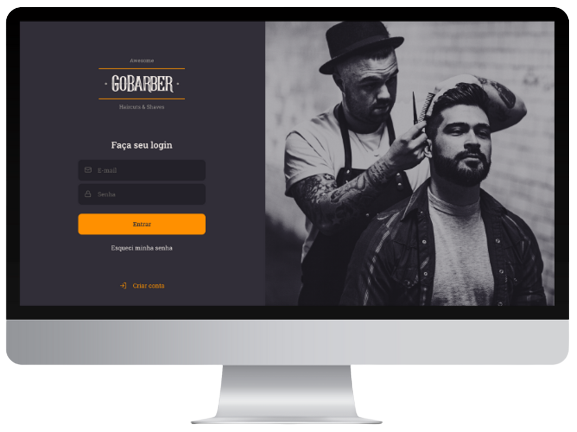 Awesome
· GOBARBER ·
Haircuts & Shaves
Faça seu login
E-mail
Senha
Entrar
Esqueci minha senha
Criar conta